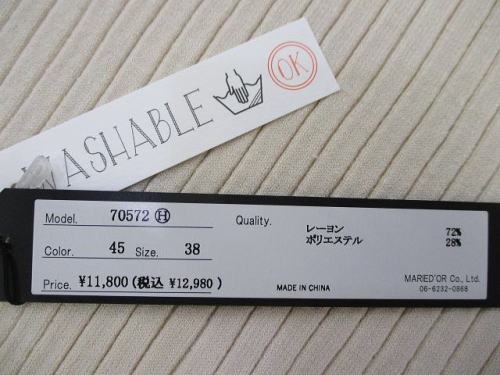 WASHABLE
OK
Model. 70572 Ⓗ
Color. 45 Size. 38
Price. ¥11,800 (税込 ¥12,980)
Quality.
レーヨン 72%
ポリエステル 28%
MADE IN CHINA
MARIED'OR Co., Ltd.
06-6232-0868